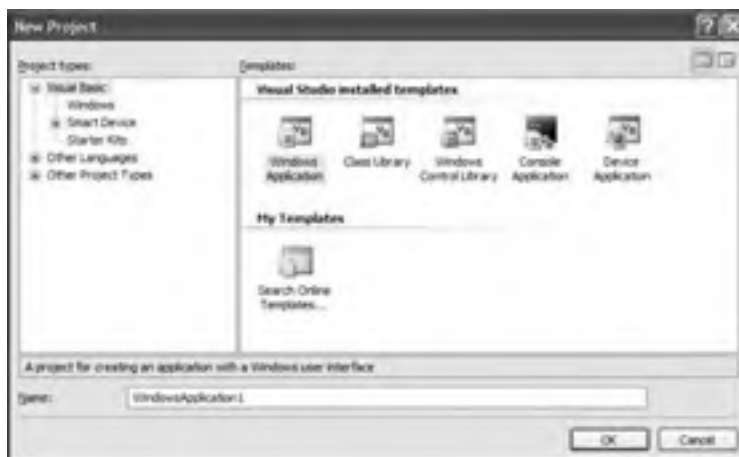 New Project
Project types:
Templates:
Visual Basic
Windows
Smart Device
Starter Kits
Other Languages
Other Project Types
Visual Studio installed templates
Windows Application
Class Library
Windows Control Library
Console Application
Device Application
My Templates
Search Online Templates...
A project for creating an application with a Windows user interface
Name:
WindowsApplication1
OK
Cancel